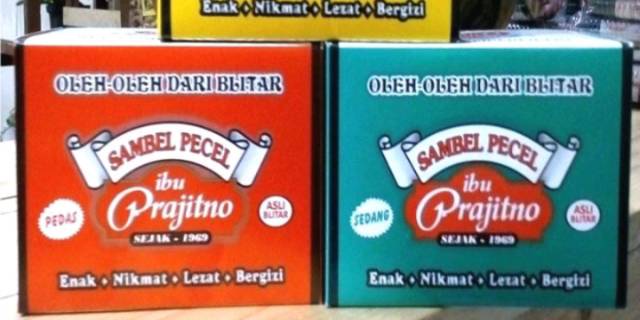 Enak ♦ Nikmat ♦ Lezat ♦ Bergizi
OLEH-OLEH DARI BLITAR
SAMBEL PECEL
ibu
Prajitno
PEDAS
ASLI
BLITAR
SEJAK - 1969
Enak ♦ Nikmat ♦ Lezat ♦ Bergizi
OLEH-OLEH DARI BLITAR
SAMBEL PECEL
ibu
Prajitno
SEDANG
ASLI
BLITAR
SEJAK - 1969
Enak ♦ Nikmat ♦ Lezat ♦ Bergizi